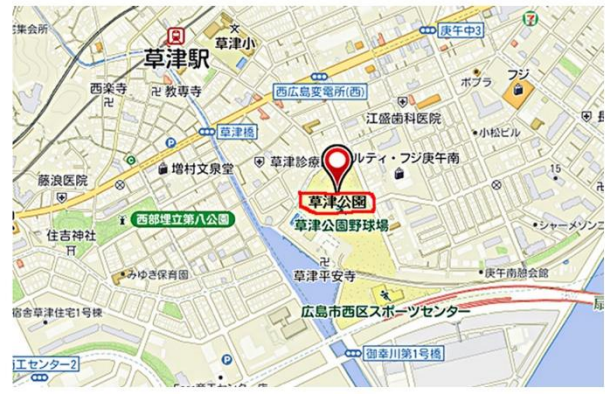 集会所
草津小
草津駅
庚午中3
西楽寺
教専寺
西広島変電所(西)
ポプラ
フジ
江盛歯科医院
小松ビル
草津橋
草津診療
ルティ・フジ庚午南
増村文泉堂
藤浪医院
15
草津公園
西部埋立第八公園
草津公園野球場
シャーメゾンニ
住吉神社
草津平安寺
庚午南憩会館
みゆき保育園
広島市西区スポーツセンター
宿舎草津住宅1号棟
御幸川第1号橋
工センター2